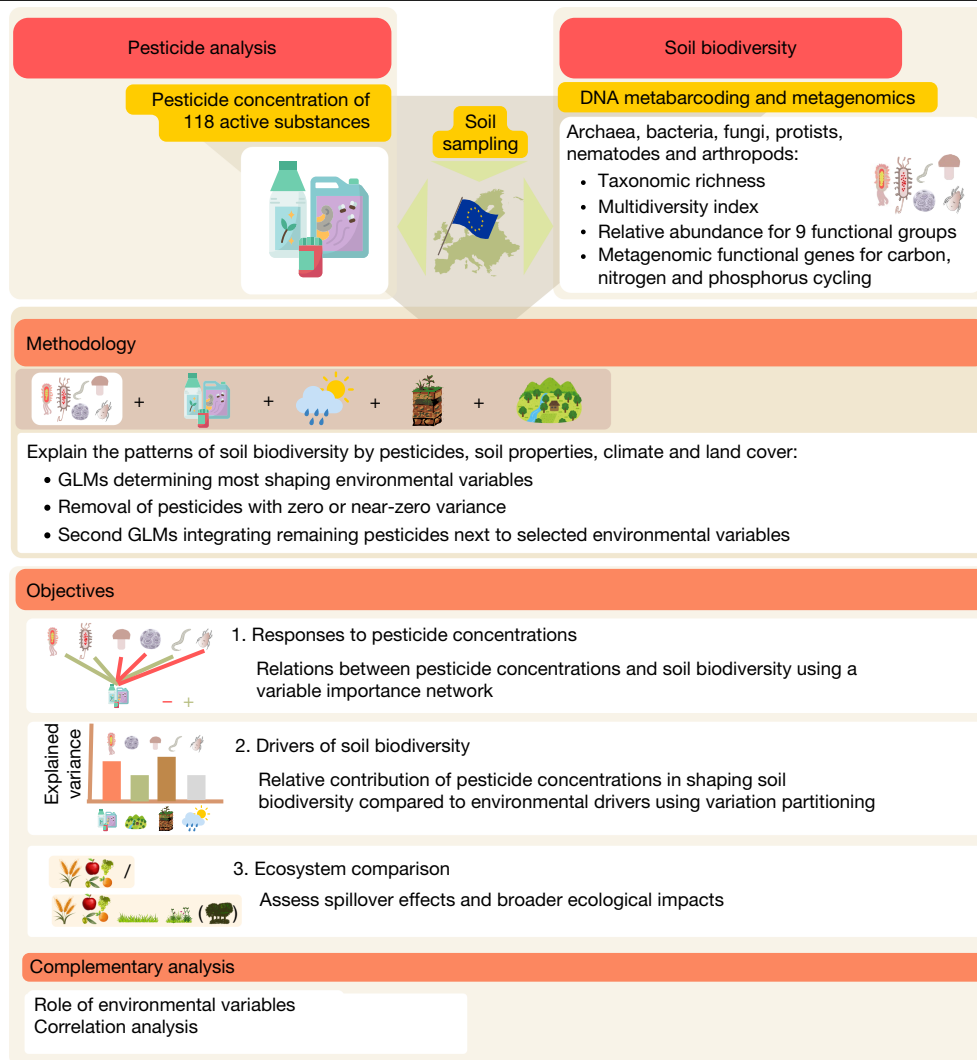 Pesticide analysis
Pesticide concentration of
118 active substances
Soil
sampling
Soil biodiversity
DNA metabarcoding and metagenomics
Archaea, bacteria, fungi, protists,
nematodes and arthropods:
• Taxonomic richness
• Multidiversity index
• Relative abundance for 9 functional groups
• Metagenomic functional genes for carbon,
nitrogen and phosphorus cycling
Methodology
+ + + +
Explain the patterns of soil biodiversity by pesticides, soil properties, climate and land cover:
• GLMs determining most shaping environmental variables
• Removal of pesticides with zero or near-zero variance
• Second GLMs integrating remaining pesticides next to selected environmental variables
Objectives
1. Responses to pesticide concentrations
Relations between pesticide concentrations and soil biodiversity using a
variable importance network
− +
Explained
variance
2. Drivers of soil biodiversity
Relative contribution of pesticide concentrations in shaping soil
biodiversity compared to environmental drivers using variation partitioning
3. Ecosystem comparison
/
Assess spillover effects and broader ecological impacts
( )
Complementary analysis
Role of environmental variables
Correlation analysis